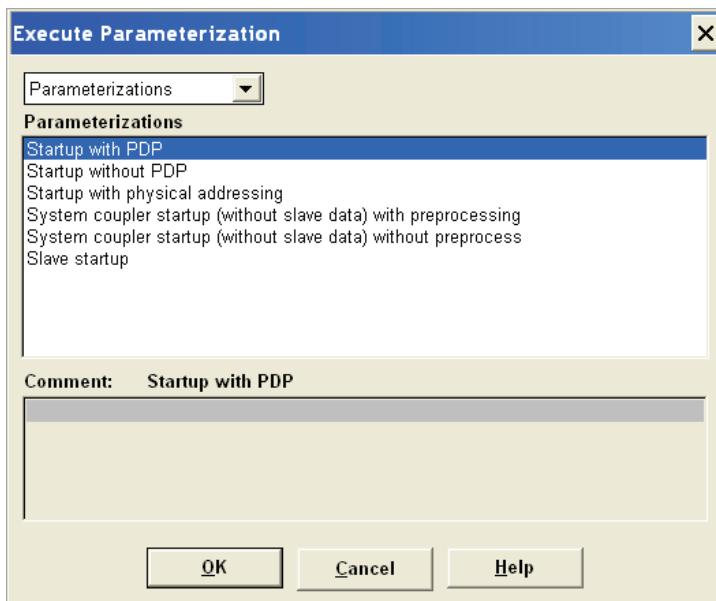 Execute Parameterization
Parameterizations
Parameterizations
Startup with PDP
Startup without PDP
Startup with physical addressing
System coupler startup (without slave data) with preprocessing
System coupler startup (without slave data) without preprocess
Slave startup
Comment: Startup with PDP
OK Cancel Help